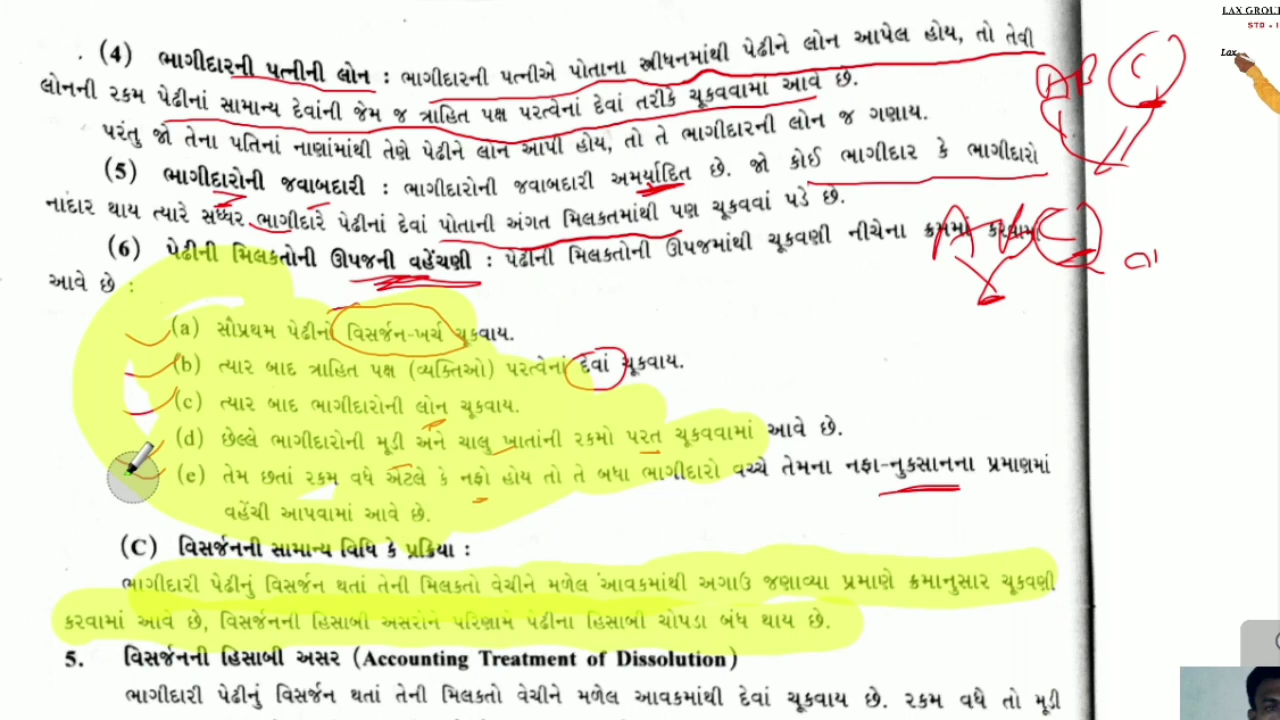 LAX GROU
STD - 1
Lax
(4) ભાગીદારની પત્નીની લોન : ભાગીદારની પત્નીએ પોતાના સ્ત્રીધનમાંથી પેઢીને લોન આપેલ હોય, તો તેવી
લોનની રકમ પેઢીનાં સામાન્ય દેવાંની જેમ જ ત્રાહિત પક્ષ પરત્વેનાં દેવાં તરીકે ચૂકવવામાં આવે છે.
પરંતુ જો તેના પતિનાં નાણાંમાંથી તેણે પેઢીને લોન આપી હોય, તો તે ભાગીદારની લોન જ ગણાય.
(5) ભાગીદારોની જવાબદારી : ભાગીદારોની જવાબદારી અમર્યાદિત છે. જો કોઈ ભાગીદાર કે ભાગીદારો
નાદાર થાય ત્યારે સધ્ધર ભાગીદારે પેઢીનાં દેવાં પોતાની અંગત મિલકતમાંથી પણ ચૂકવવાં પડે છે.
(6) પેઢીની મિલકતોની ઊપજની વહેંચણી : પેઢીની મિલકતોની ઊપજમાંથી ચૂકવણી નીચેના ક્રમમાં કરવામાં
આવે છે :
(a) સૌપ્રથમ પેઢીનો વિસર્જન-ખર્ચ ચૂકવાય.
(b) ત્યાર બાદ ત્રાહિત પક્ષ (વ્યક્તિઓ) પરત્વેનાં દેવાં ચૂકવાય.
(c) ત્યાર બાદ ભાગીદારોની લોન ચૂકવાય.
(d) છેલ્લે ભાગીદારોની મૂડી અને ચાલુ ખાતાંની રકમો પરત ચૂકવવામાં આવે છે.
(e) તેમ છતાં રકમ વધે એટલે કે નફો હોય તો તે બધા ભાગીદારો વચ્ચે તેમના નફા-નુકસાનના પ્રમાણમાં
વહેંચી આપવામાં આવે છે.
(C) વિસર્જનની સામાન્ય વિધિ કે પ્રક્રિયા :
ભાગીદારી પેઢીનું વિસર્જન થતાં તેની મિલકતો વેચીને મળેલ આવકમાંથી અગાઉ જણાવ્યા પ્રમાણે ક્રમાનુસાર ચૂકવણી
કરવામાં આવે છે, વિસર્જનની હિસાબી અસરોને પરિણામે પેઢીના હિસાબી ચોપડા બંધ થાય છે.
5. વિસર્જનની હિસાબી અસર (Accounting Treatment of Dissolution)
ભાગીદારી પેઢીનું વિસર્જન થતાં તેની મિલકતો વેચીને મળેલ આવકમાંથી દેવાં ચૂકવાય છે. રકમ વધે તો મૂડી